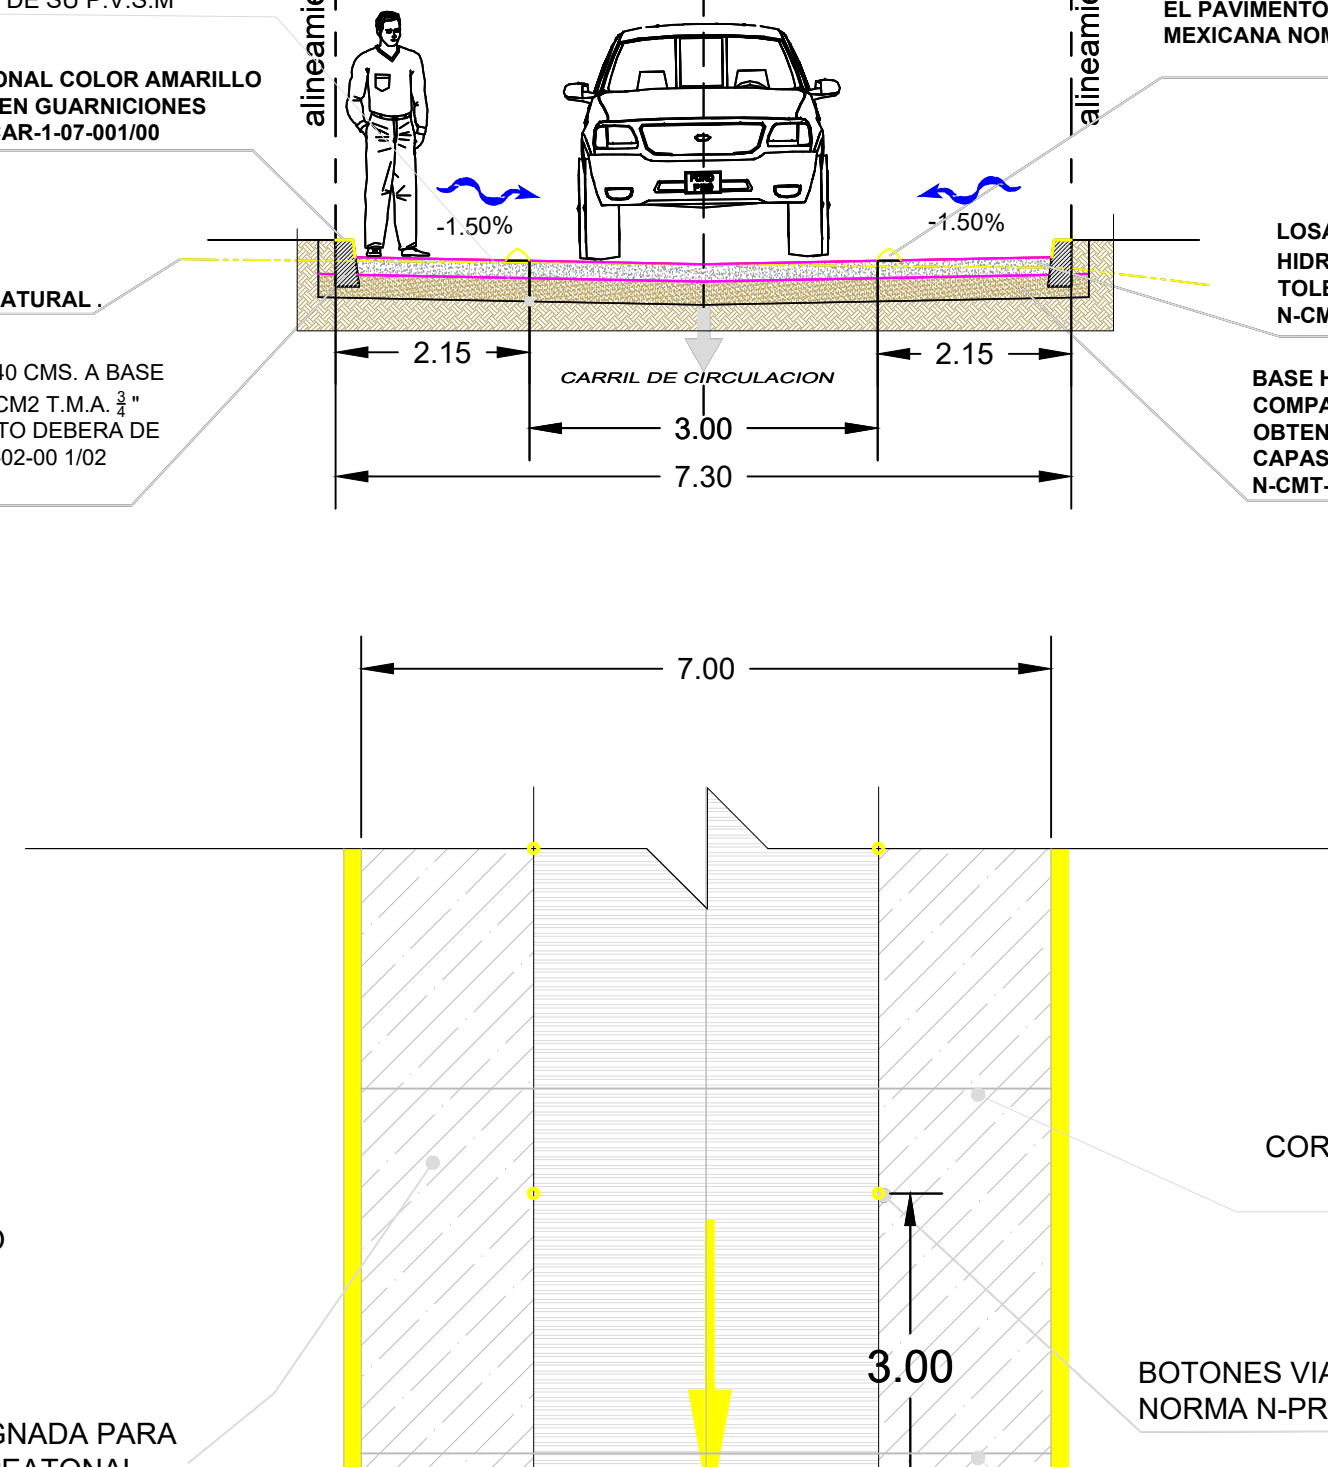 DE SU P.V.S.M
ONAL COLOR AMARILLO
EN GUARNICIONES
CAR-1-07-001/00
ATURAL .
40 CMS. A BASE
CM2 T.M.A. 3/4 "
TO DEBERA DE
-02-00 1/02
alineamie
alineamie
-1.50%
-1.50%
EL PAVIMENTO
MEXICANA NOM
LOSA
HIDR
TOLE
N-CM
BASE H
COMPA
OBTEN
CAPAS
N-CMT-
2.15
2.15
CARRIL DE CIRCULACION
3.00
7.30
7.00
COR
O
3.00
BOTONES VIA
NORMA N-PR
GNADA PARA
PEATONAL